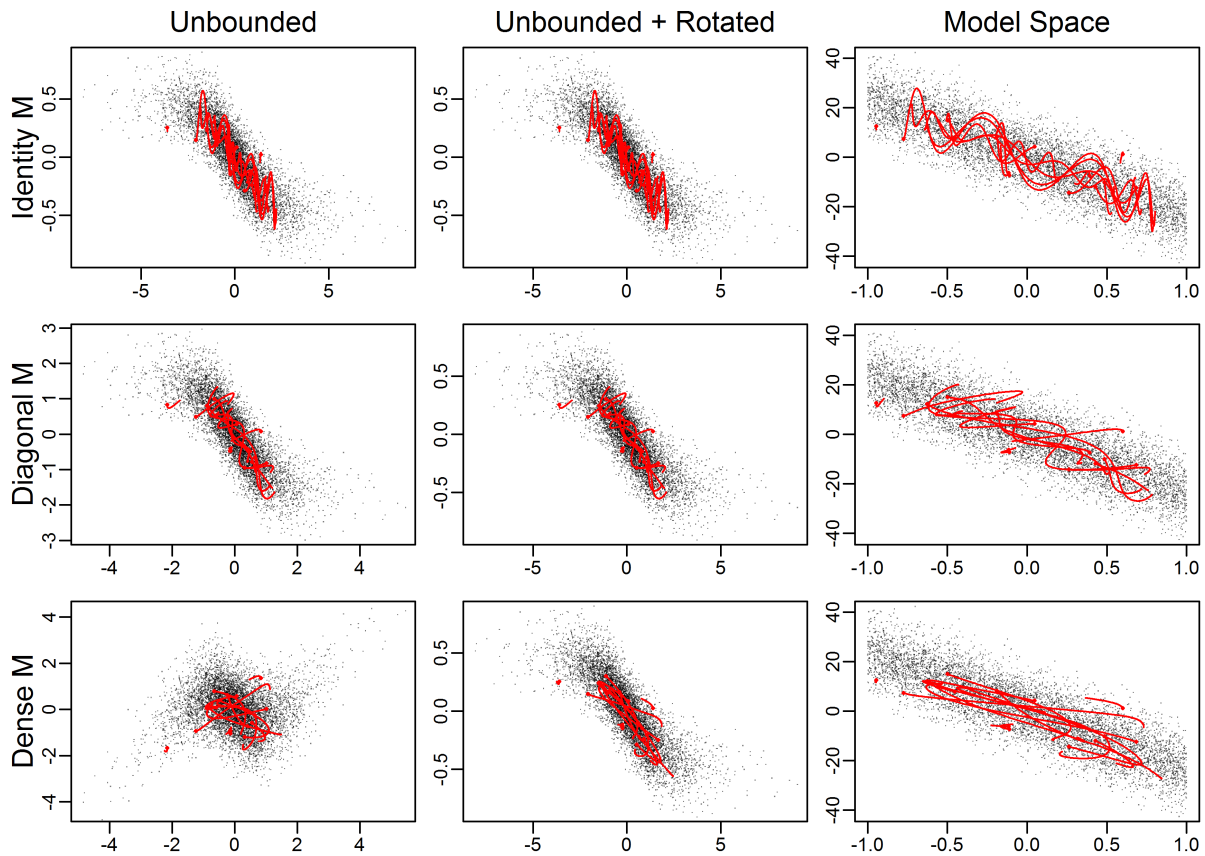 Unbounded Unbounded + Rotated Model Space
Identity M
0.5 0.0 -0.5
0.5 0.0 -0.5
40 20 0 -20 -40
-5 0 5
-5 0 5
-1.0 -0.5 0.0 0.5 1.0
Diagonal M
3 2 1 0 -1 -3
0.5 0.0 -0.5
40 20 0 -20 -40
-4 -2 0 2 4
-5 0 5
-1.0 -0.5 0.0 0.5 1.0
Dense M
4 2 0 -2 -4
0.5 0.0 -0.5
40 20 0 -20 -40
-4 -2 0 2 4
-5 0 5
-1.0 -0.5 0.0 0.5 1.0